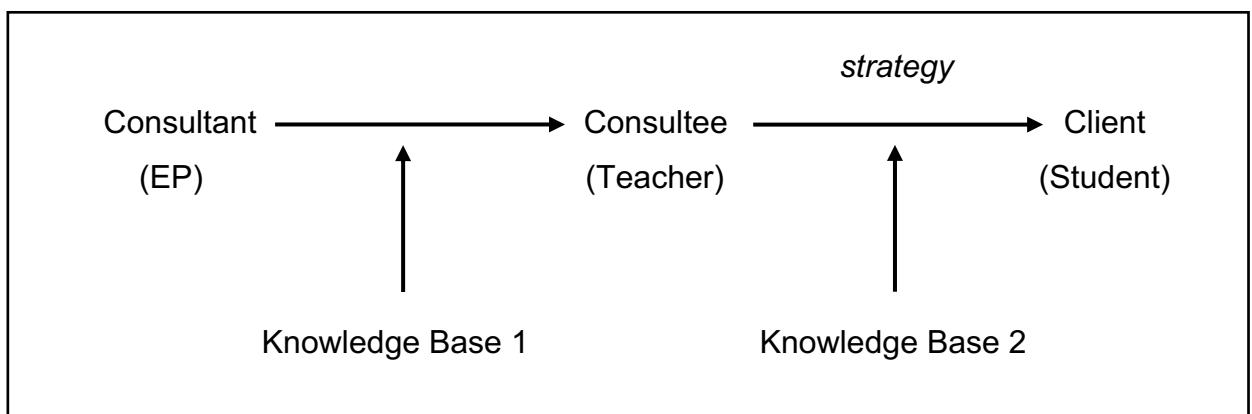 strategy
Consultant Consultee Client
(EP) (Teacher) (Student)
Knowledge Base 1 Knowledge Base 2